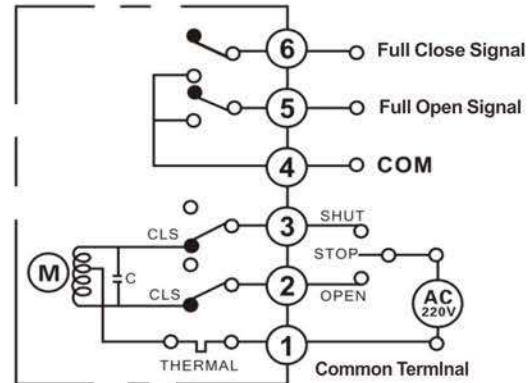 6 Full Close Signal
5 Full Open Signal
4 COM
3 SHUT
CLS
STOP
M
C
AC
220V
CLS
2 OPEN
1
THERMAL
Common Termlnal